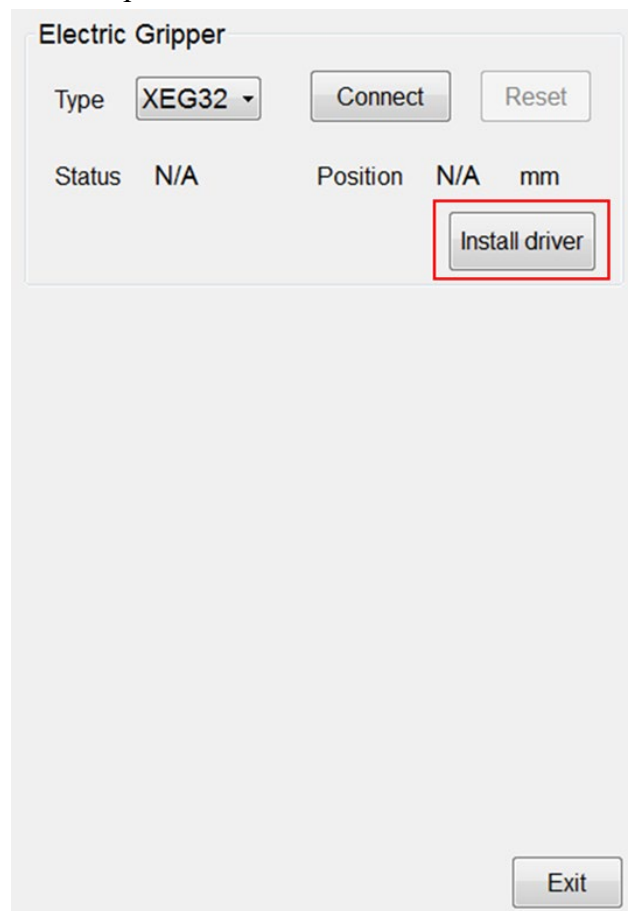 Electric Gripper
Type XEG32 Connect Reset
Status N/A Position N/A mm
Install driver
Exit